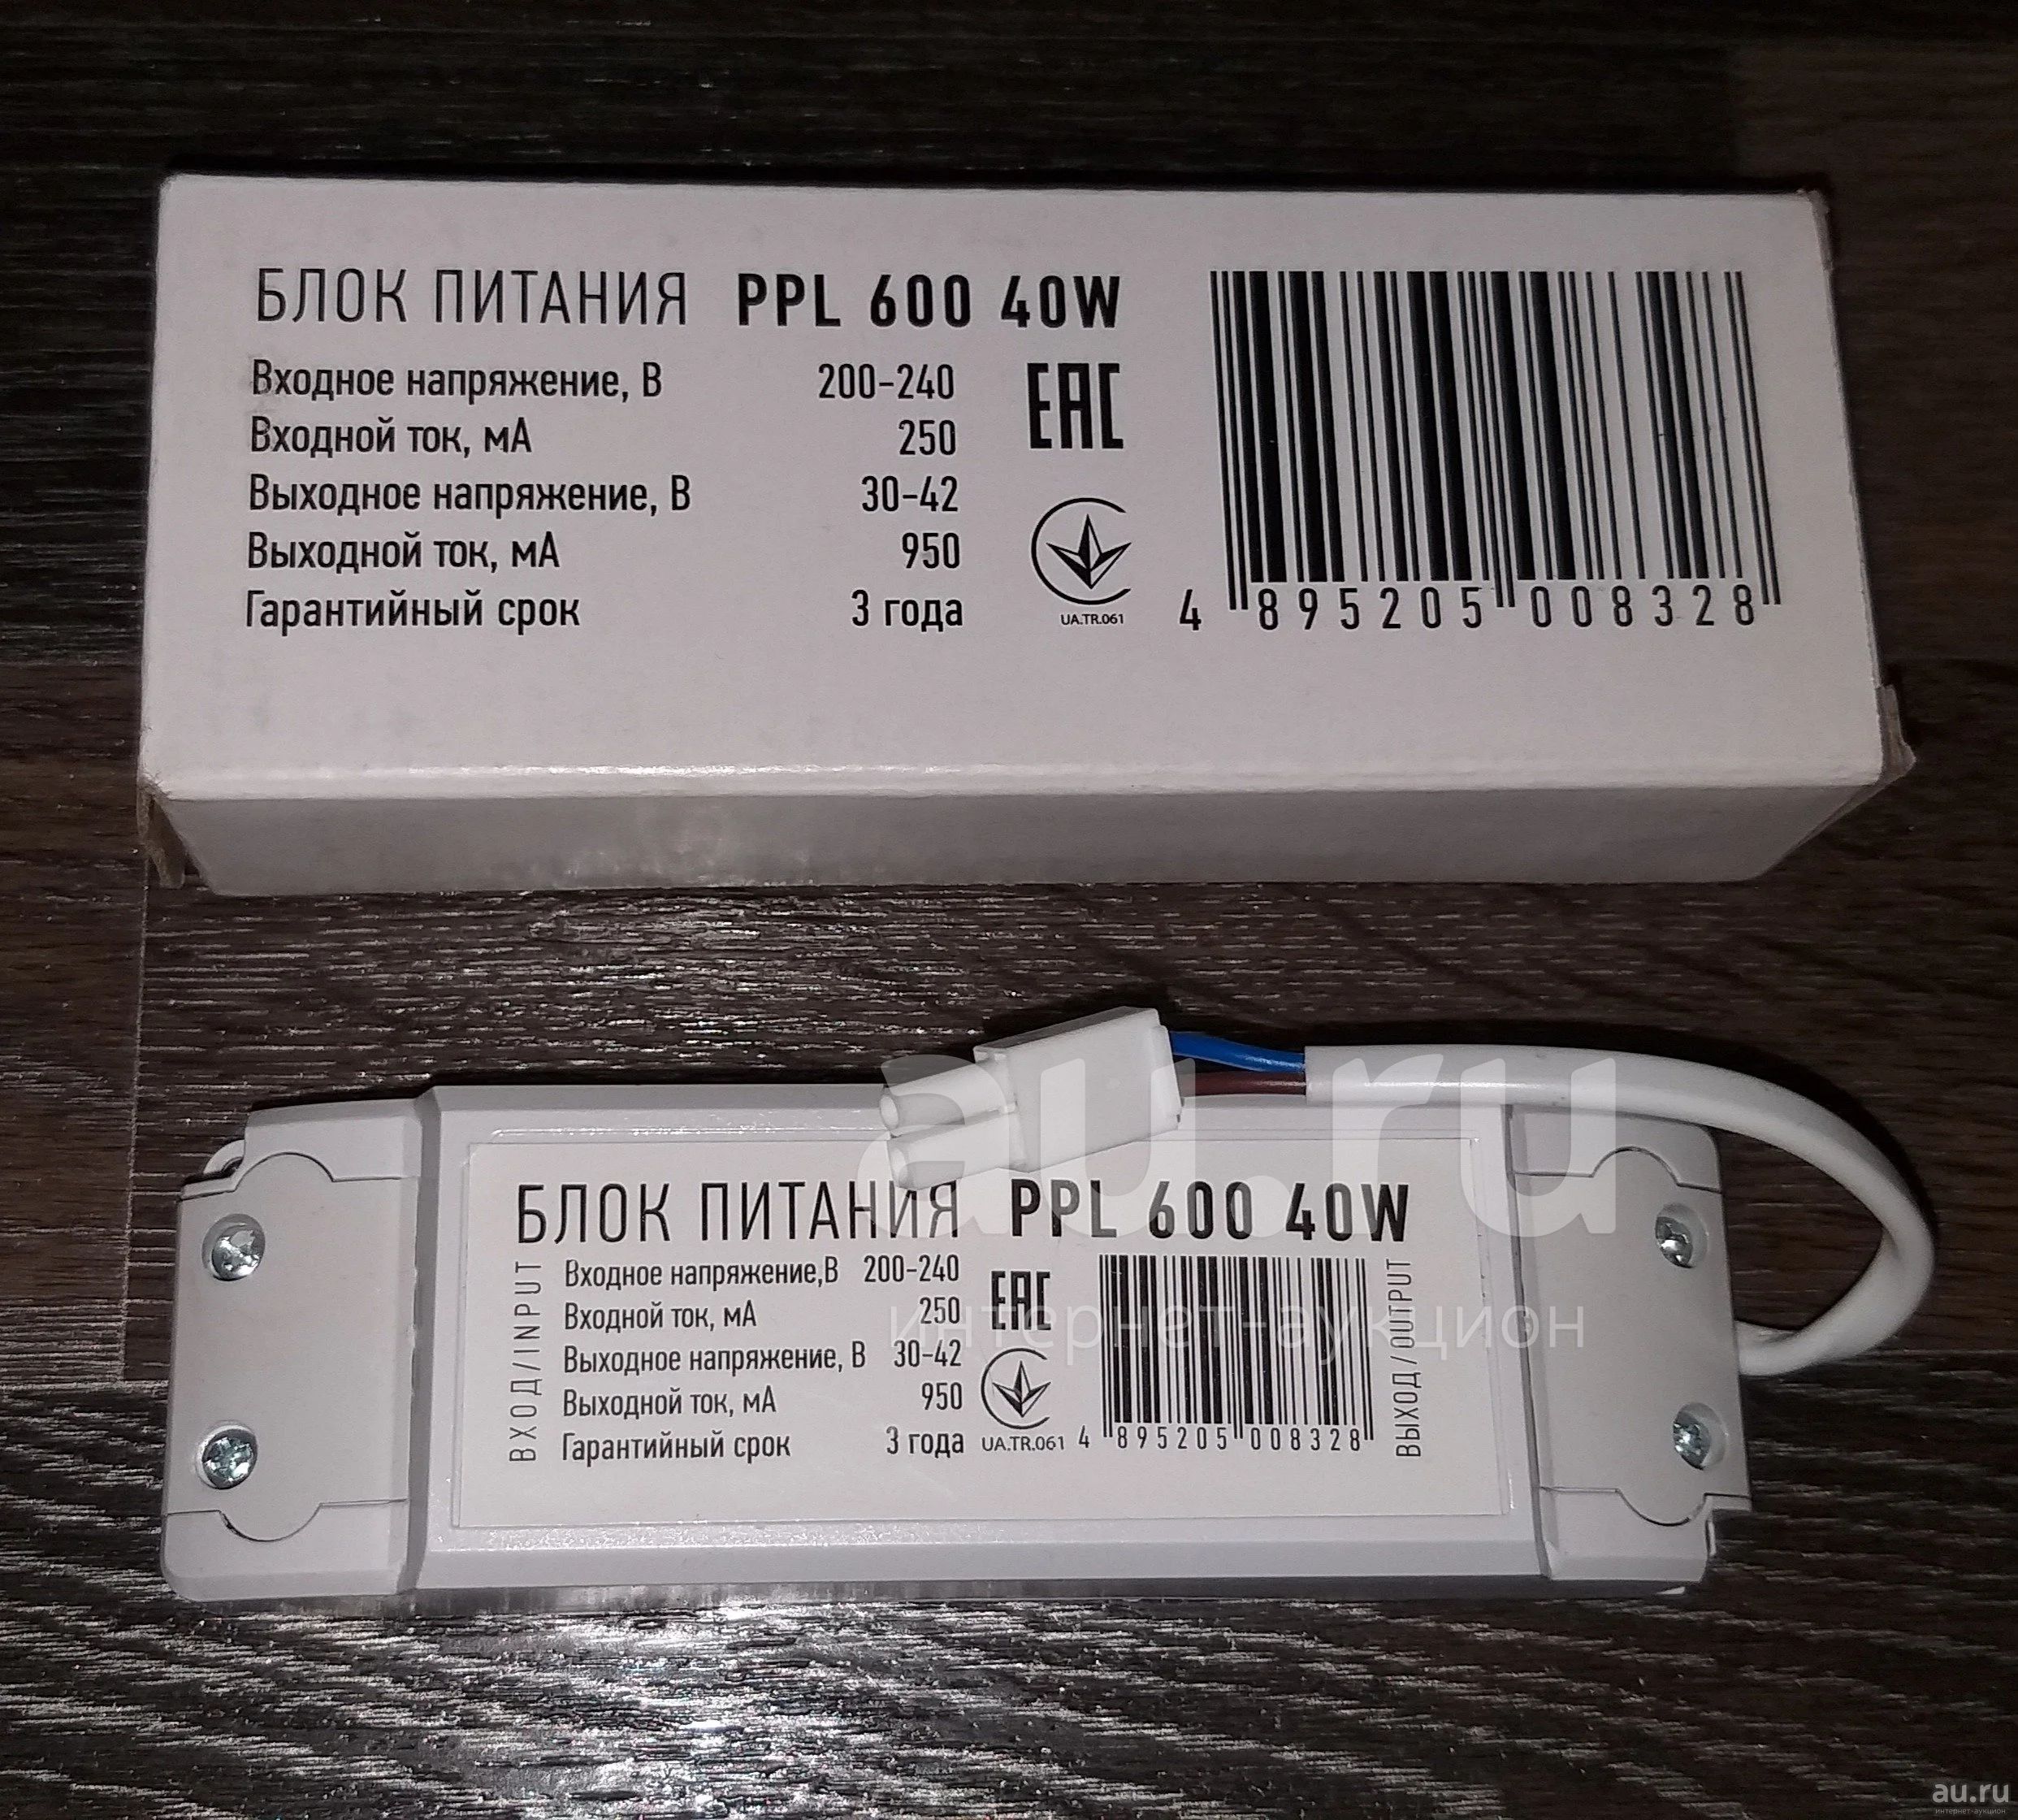 БЛОК ПИТАНИЯ PPL 600 40W
Входное напряжение, В 200-240
Входной ток, мА 250
Выходное напряжение, В 30-42
Выходной ток, мА 950
Гарантийный срок 3 года
EAC
UA.TR.061
4 895205 008328
БЛОК ПИТАНИЯ PPL 600 40W
ВХОД/INPUT
Входное напряжение,В 200-240
Входной ток, мА 250
Выходное напряжение, В 30-42
Выходной ток, мА 950
Гарантийный срок 3 года
EAC
UA.TR.061
4 895205 008328
ВЫХОД/OUTPUT
au.ru
интернет-аукцион
au.ru
интернет-аукцион